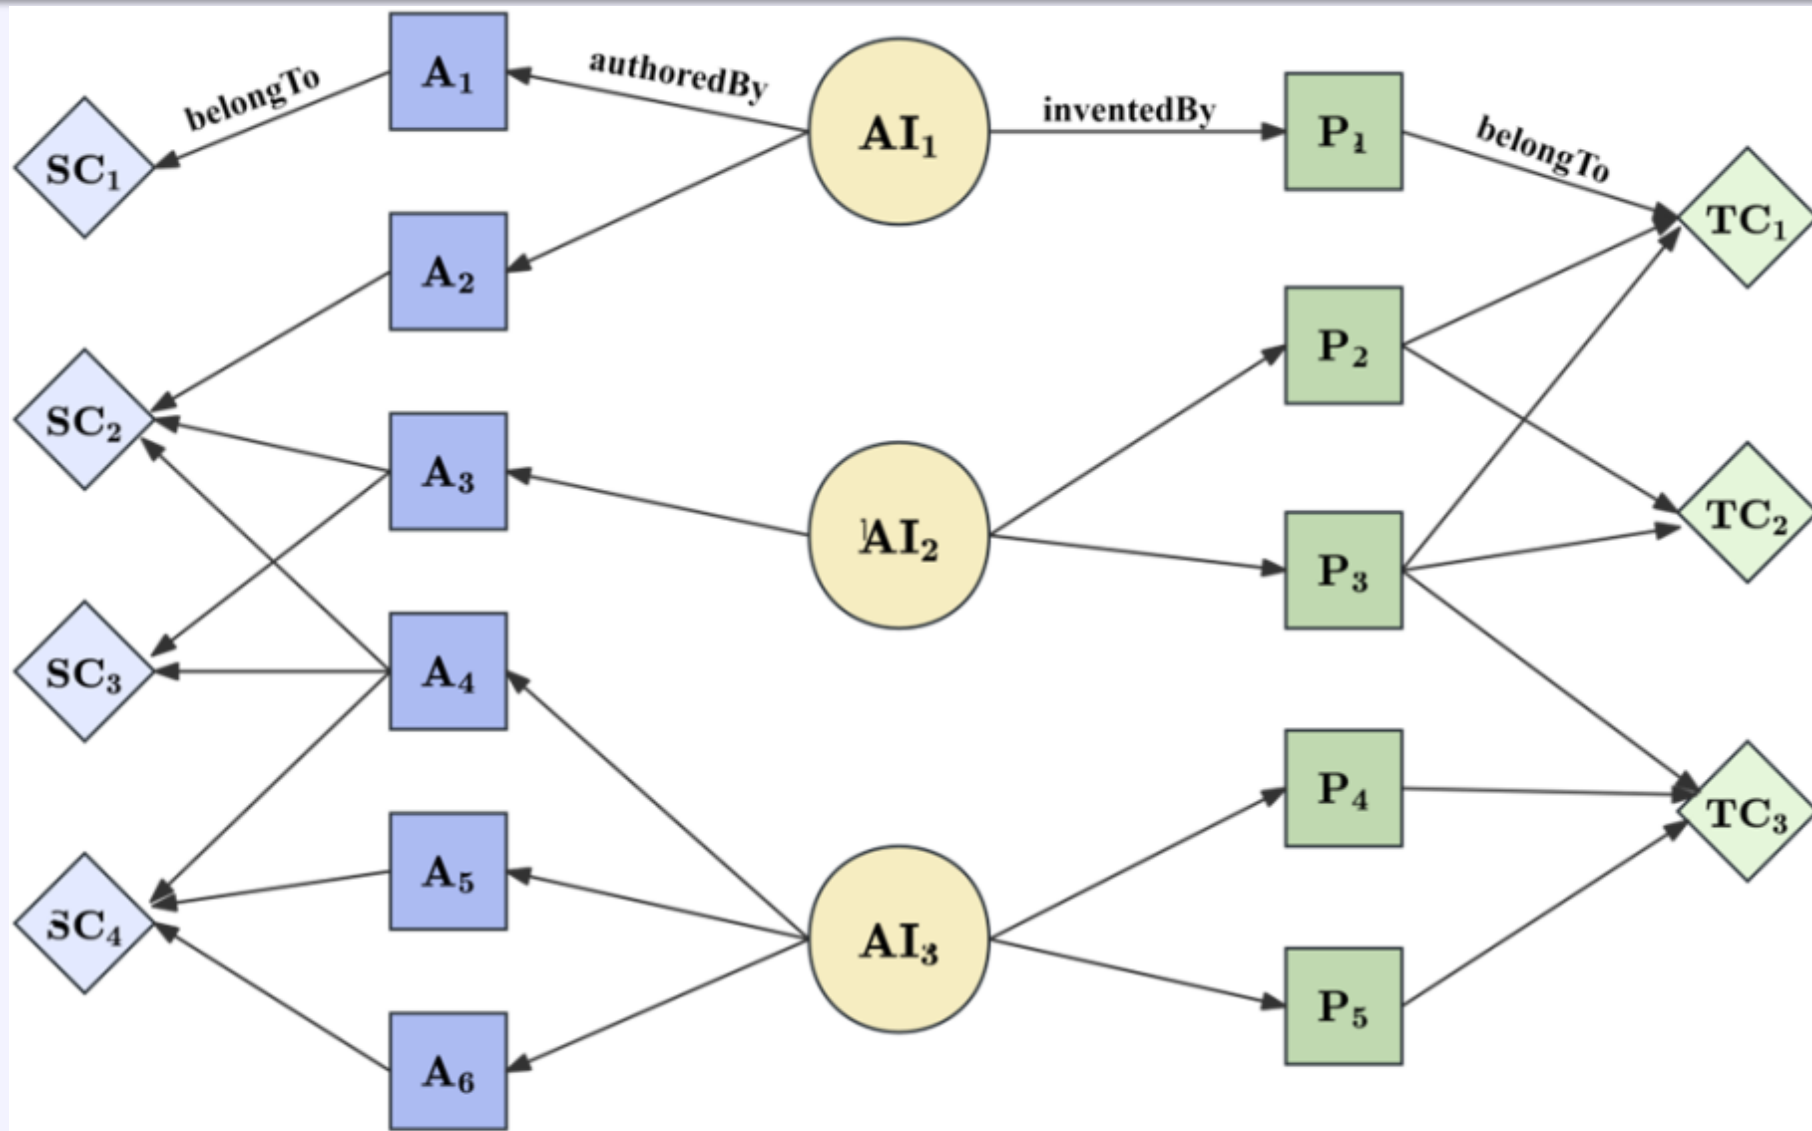 A₁
authoredBy
belongTo
AI₁
inventedBy
P₁
belongTo
SC₁
TC₁
A₂
P₂
SC₂
A₃
AI₂
TC₂
P₃
SC₃
A₄
P₄
TC₃
A₅
SC₄
AI₃
P₅
A₆